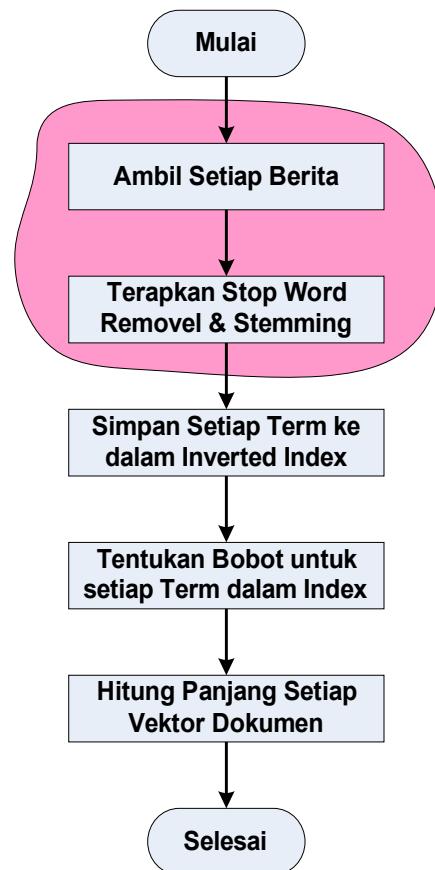 Mulai
Ambil Setiap Berita
Terapkan Stop Word
Removel & Stemming
Simpan Setiap Term ke
dalam Inverted Index
Tentukan Bobot untuk
setiap Term dalam Index
Hitung Panjang Setiap
Vektor Dokumen
Selesai